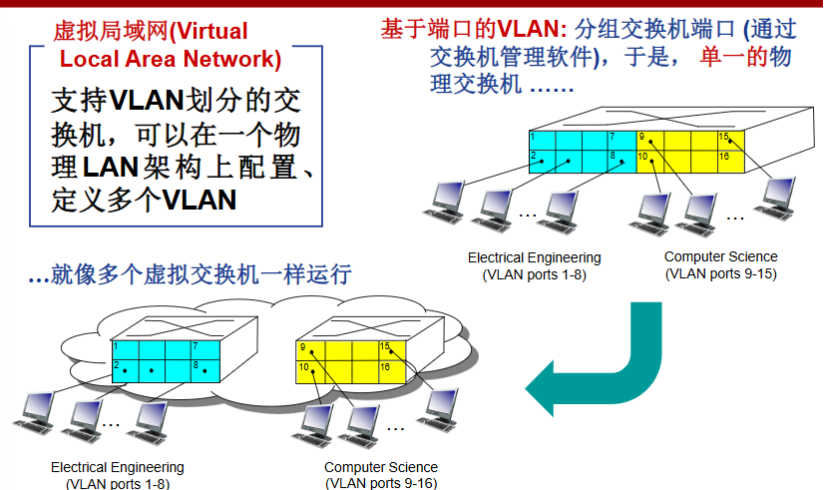 虚拟局域网(Virtual
Local Area Network)
支持VLAN划分的交
换机，可以在一个物
理LAN架构上配置、
定义多个VLAN
基于端口的VLAN: 分组交换机端口 (通过
交换机管理软件)，于是， 单一的物
理交换机 ……
1 7 9 15
2 8 10 16
...
...
Electrical Engineering
(VLAN ports 1-8)
Computer Science
(VLAN ports 9-15)
…就像多个虚拟交换机一样运行
1 7
2 8
...
Electrical Engineering
(VLAN ports 1-8)
9 15
10 16
...
Computer Science
(VLAN ports 9-16)